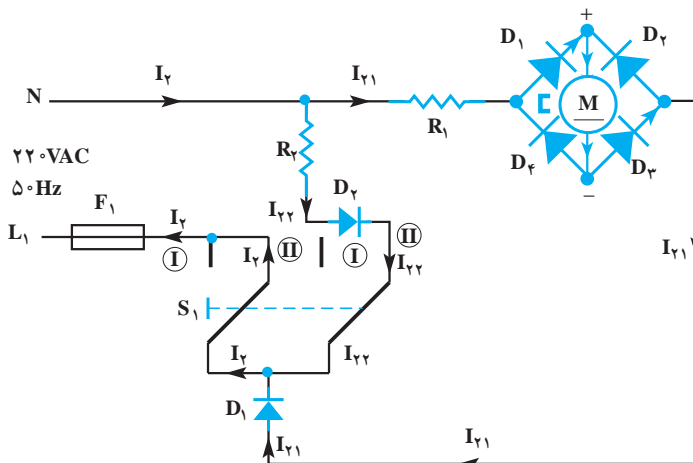 +
D۱ D۲
I۲ I۲۱
N M
R۱
۲۲۰VAC R۲ D۴ D۳
۵۰Hz D۲
−
F۱ I۲ I۲۲
L۱ I II I۲ I II I۲۲ I۲۱
S۱
I۲ I۲۲
D۱
I۲۱ I۲۱